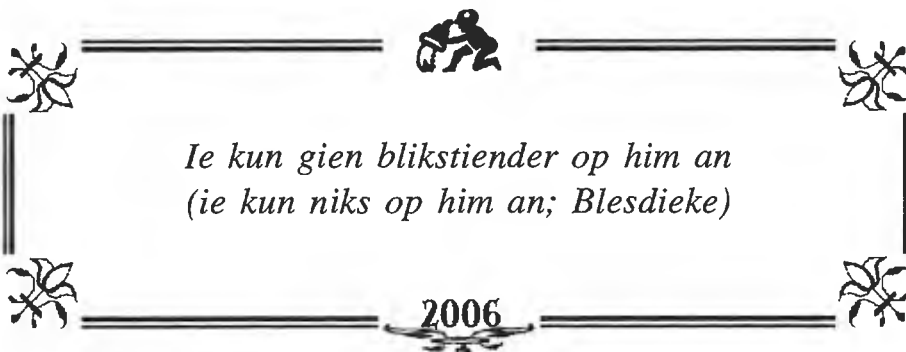 Ie kun gien blikstiender op him an
(ie kun niks op him an; Blesdieke)
2006